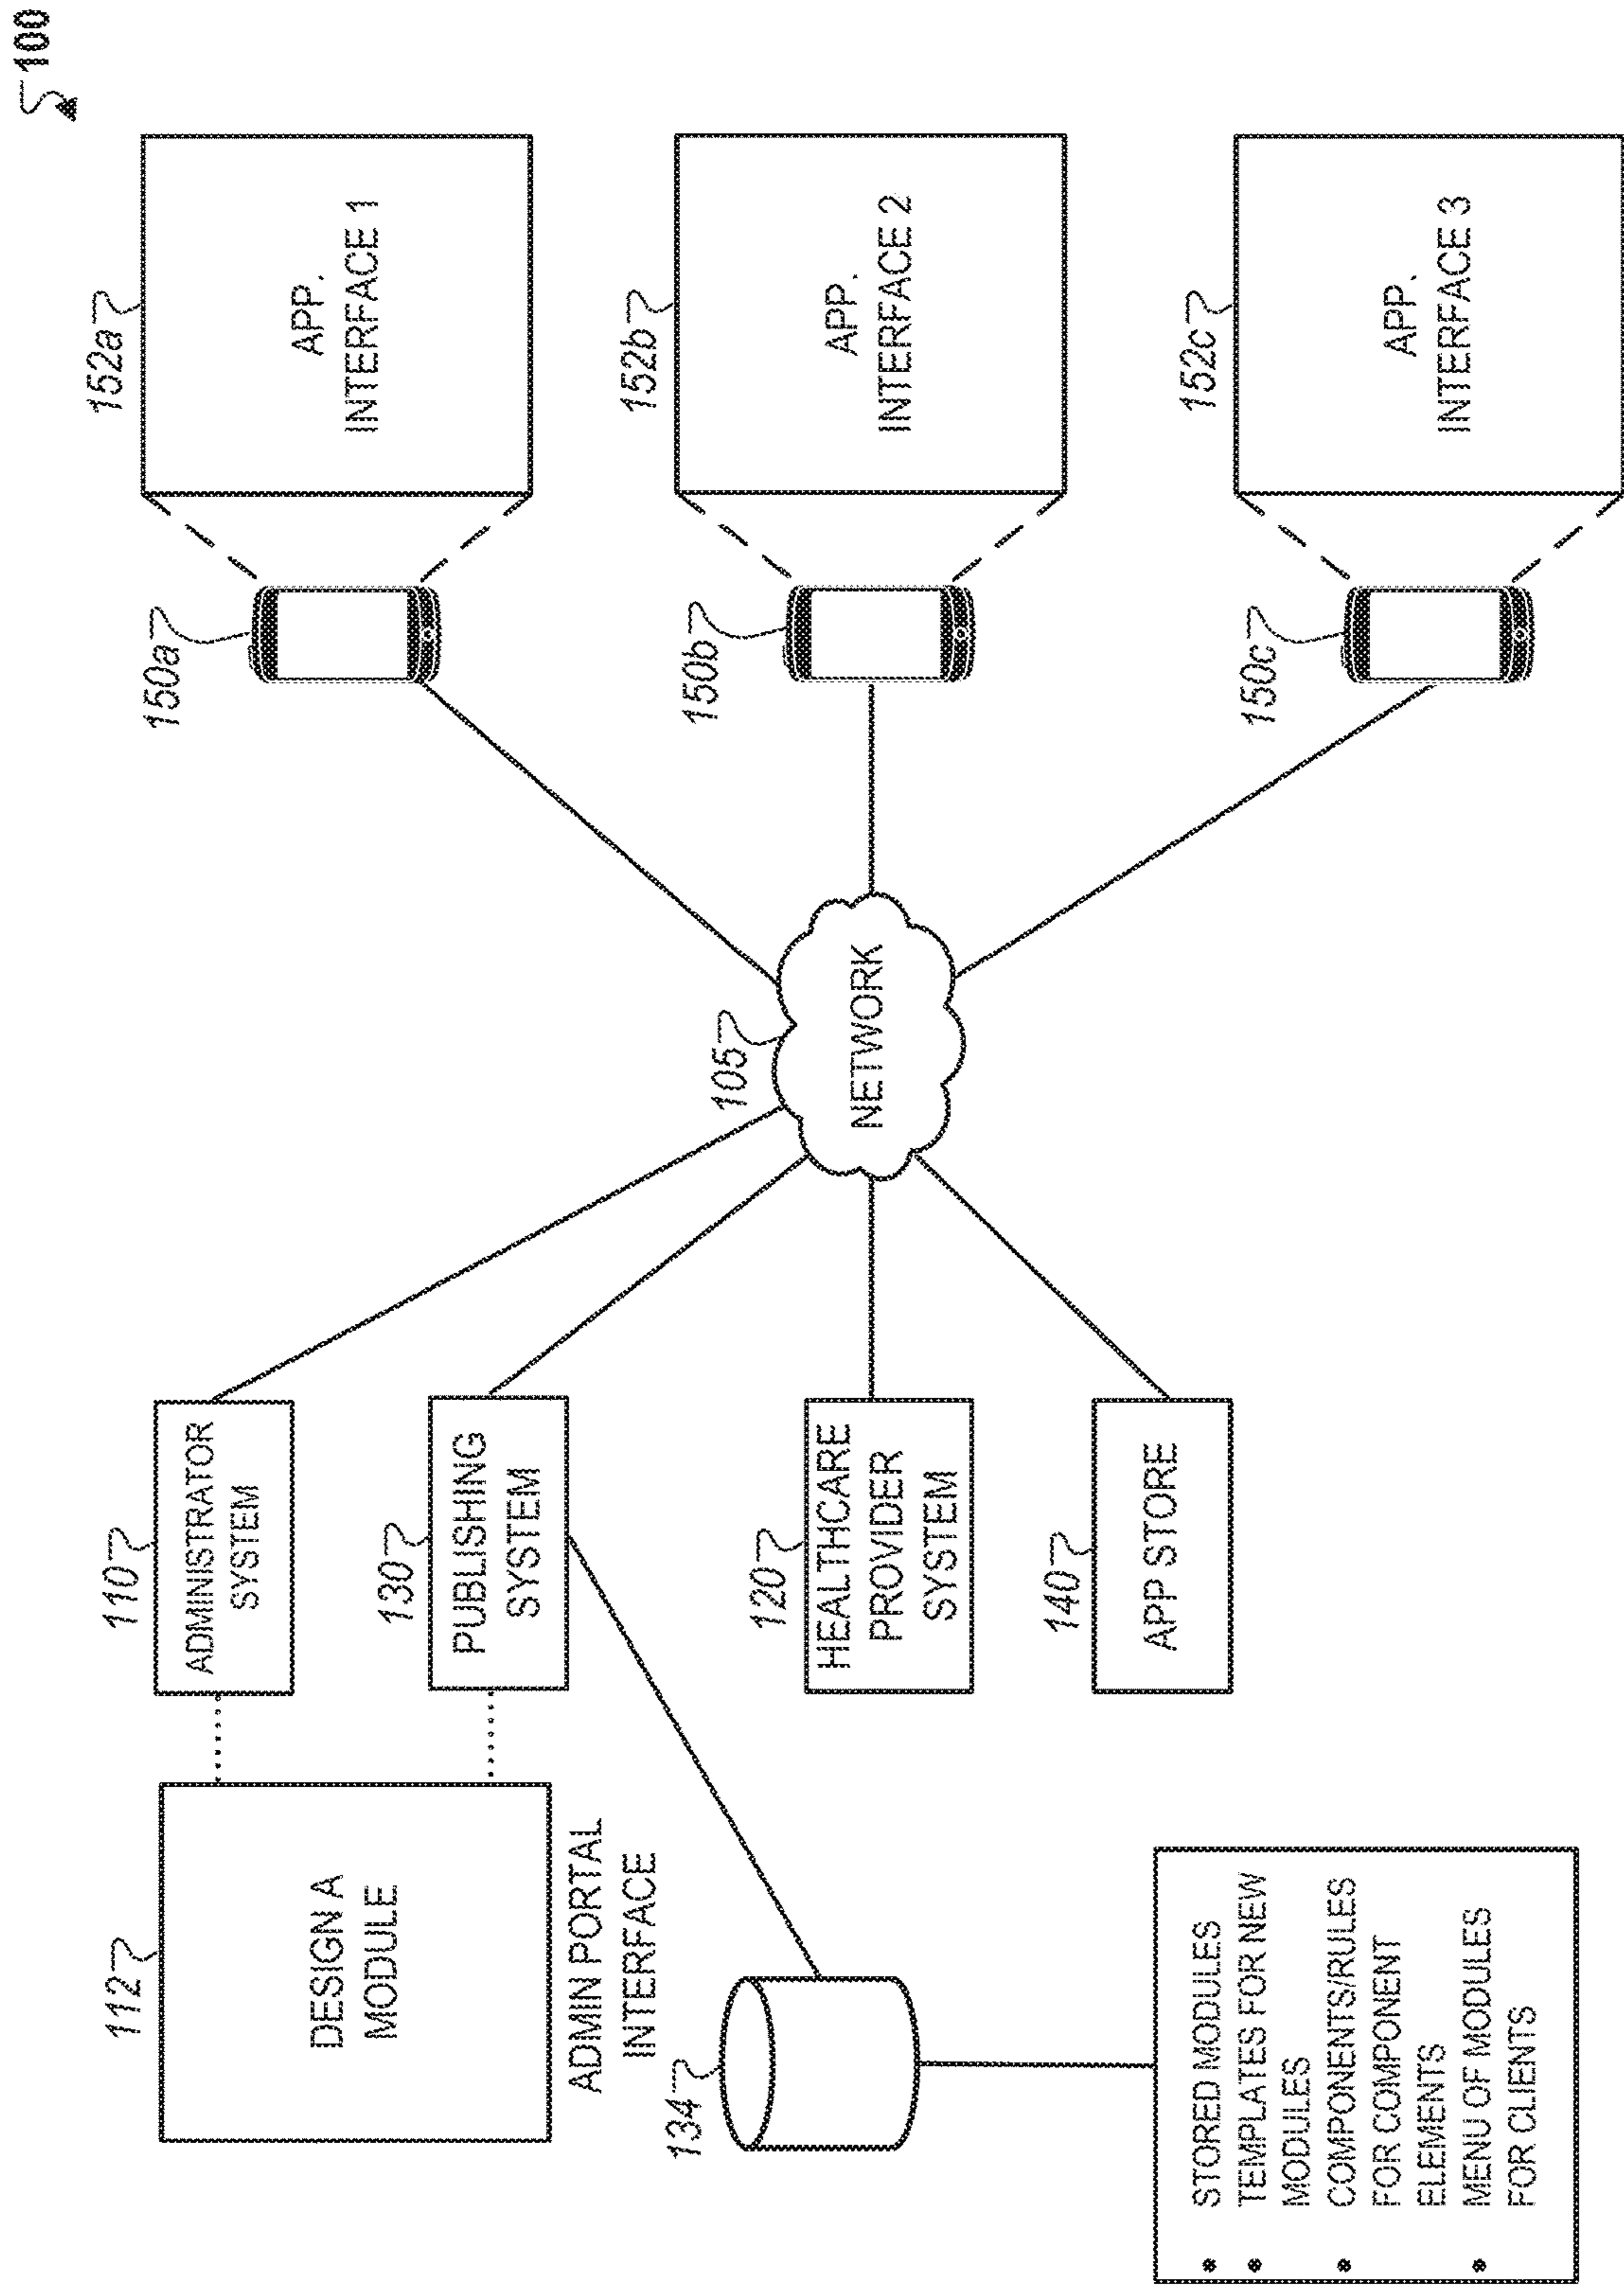 100
112
DESIGN A
MODULE
ADMIN PORTAL
INTERFACE
110
ADMINISTRATOR
SYSTEM
130
PUBLISHING
SYSTEM
134
• STORED MODULES
• TEMPLATES FOR NEW
MODULES
• COMPONENTS/RULES
FOR COMPONENT
ELEMENTS
• MENU OF MODULES
FOR CLIENTS
120
HEALTHCARE
PROVIDER
SYSTEM
140
APP STORE
105
NETWORK
150a
152a
APP.
INTERFACE 1
150b
152b
APP.
INTERFACE 2
150c
152c
APP.
INTERFACE 3